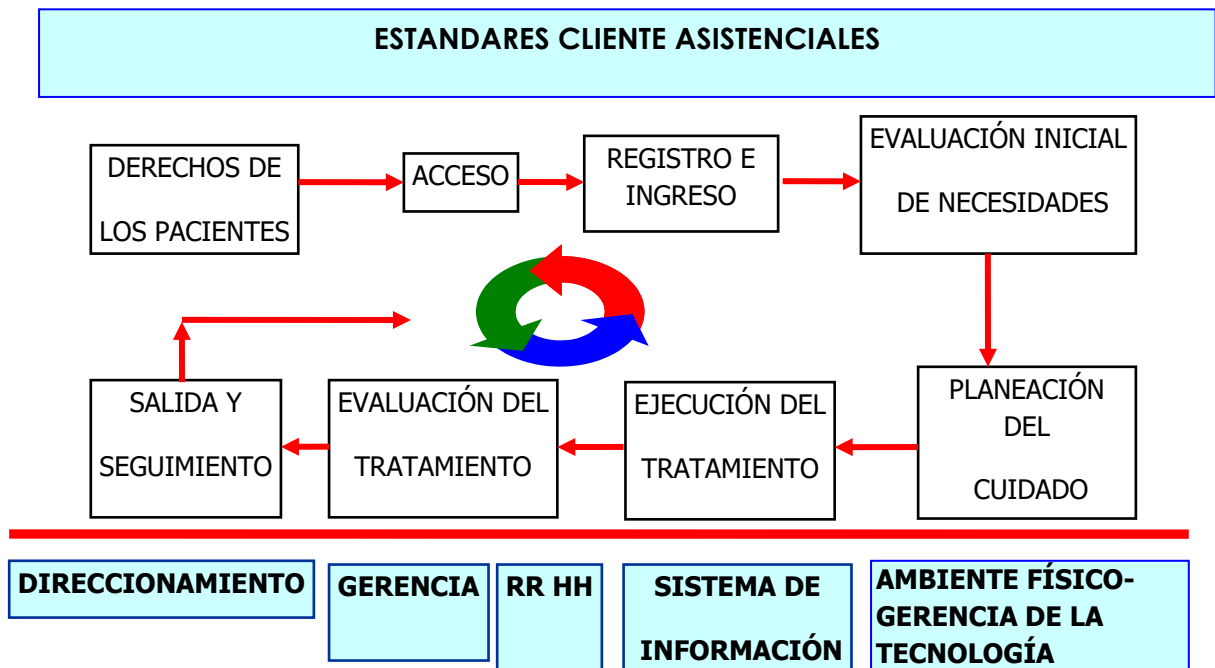 ESTANDARES CLIENTE ASISTENCIALES
DERECHOS DE
LOS PACIENTES
ACCESO
REGISTRO E
INGRESO
EVALUACIÓN INICIAL
DE NECESIDADES
SALIDA Y
SEGUIMIENTO
EVALUACIÓN DEL
TRATAMIENTO
EJECUCIÓN DEL
TRATAMIENTO
PLANEACIÓN
DEL
CUIDADO
DIRECCIONAMIENTO
GERENCIA
RR HH
SISTEMA DE
INFORMACIÓN
AMBIENTE FÍSICO-
GERENCIA DE LA
TECNOLOGÍA